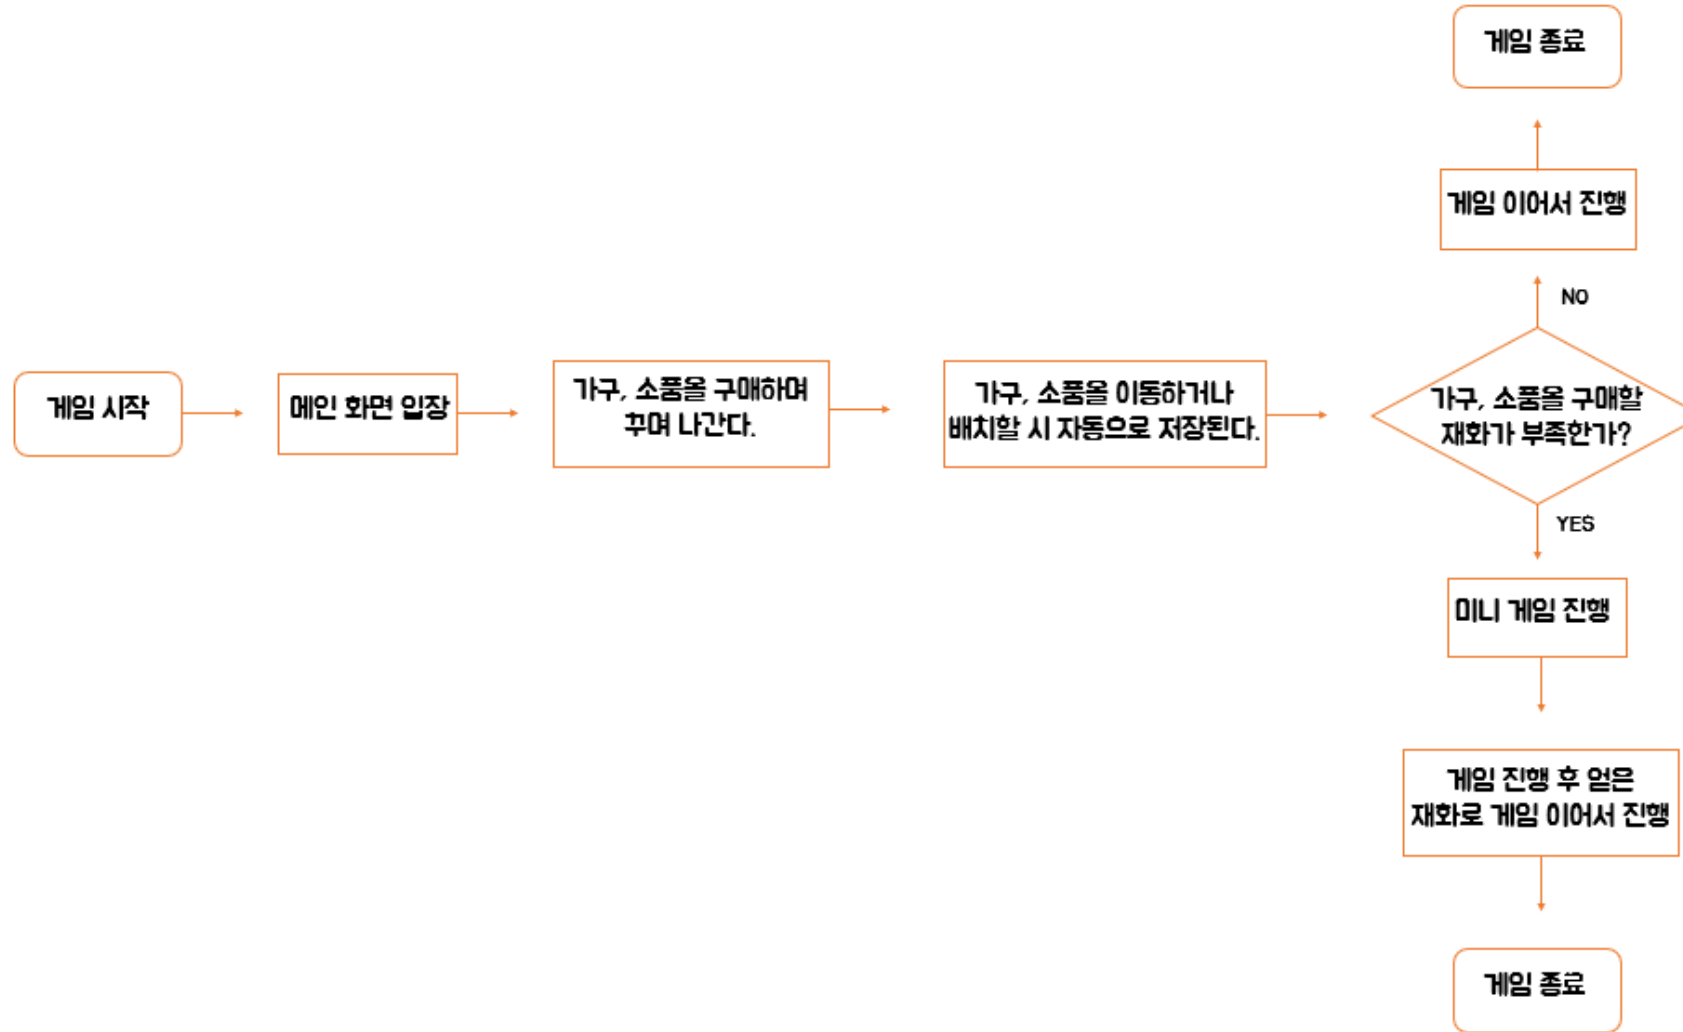 게임 시작
메인 화면 입장
가구, 소품을 구매하며
꾸며 나간다.
가구, 소품을 이동하거나
배치할 시 자동으로 저장된다.
가구, 소품을 구매할
재화가 부족한가?
NO
게임 이어서 진행
게임 종료
YES
미니 게임 진행
게임 진행 후 얻은
재화로 게임 이어서 진행
게임 종료